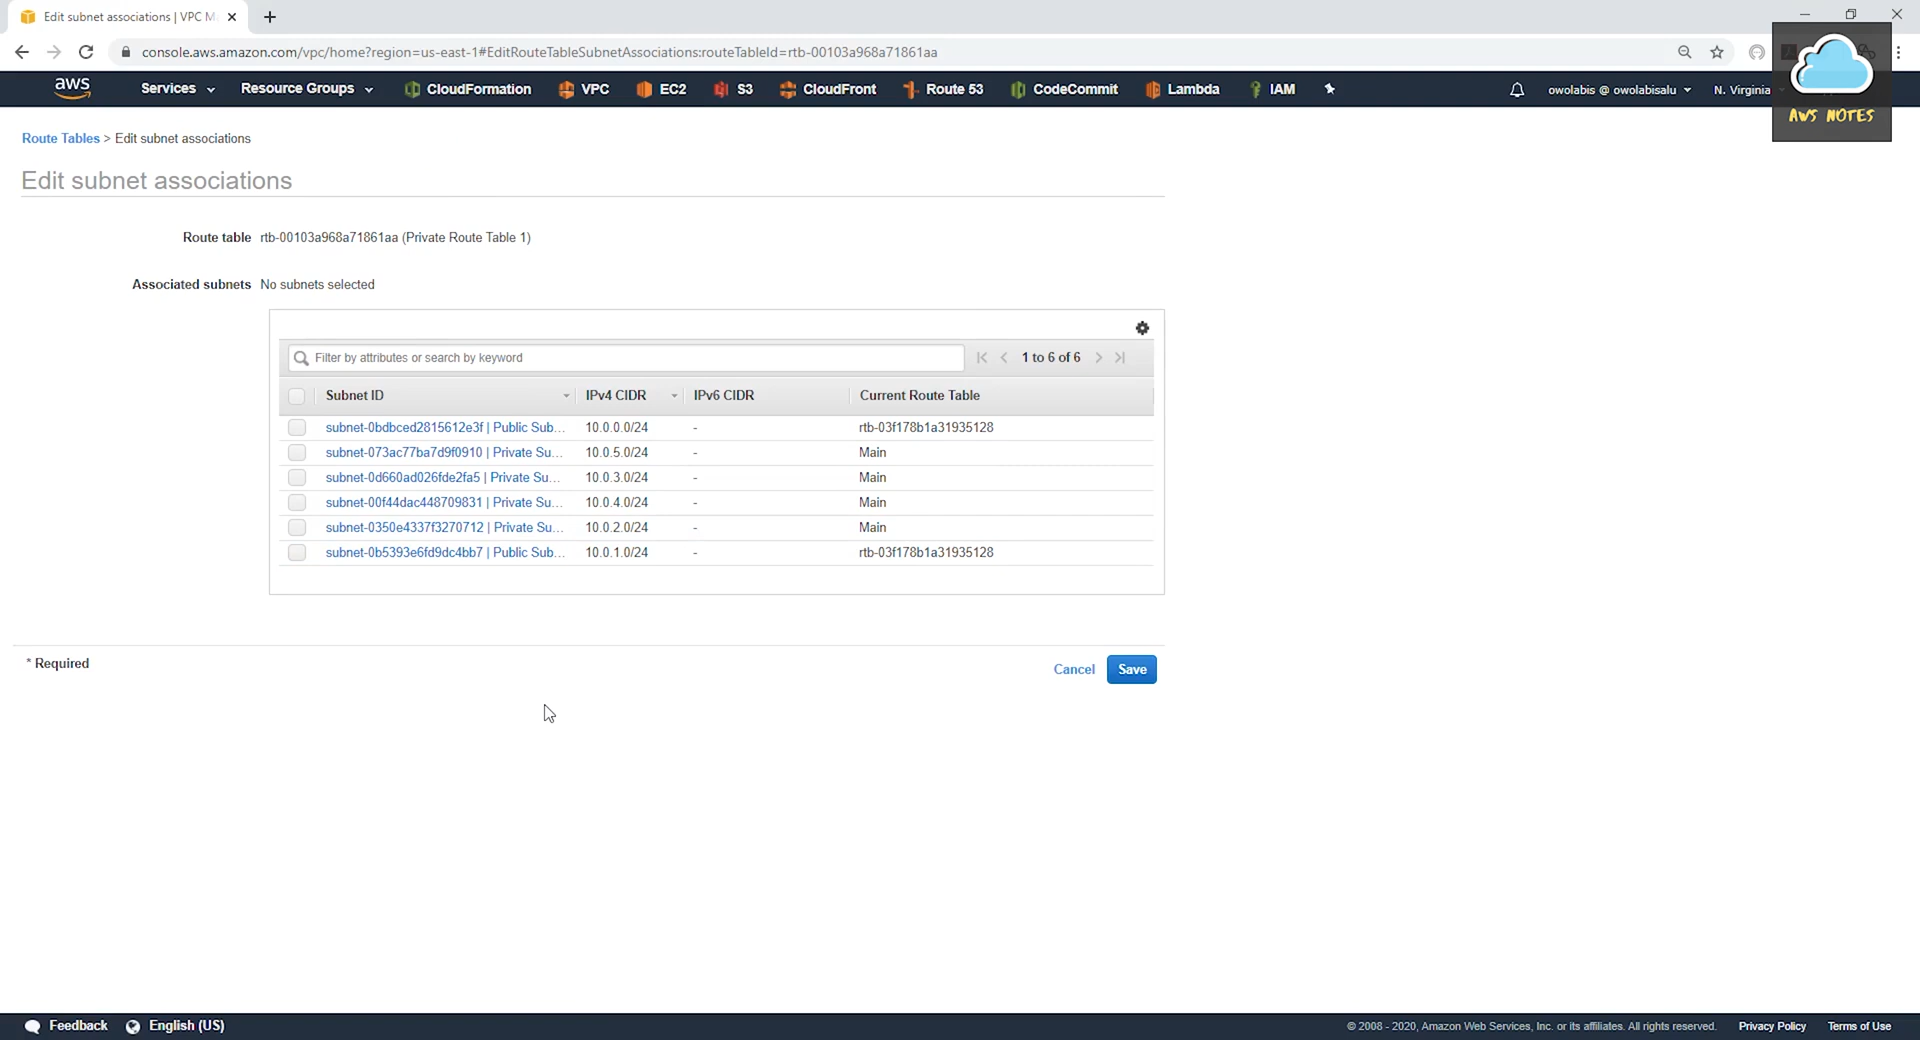 Edit subnet associations | VPC M
console.aws.amazon.com/vpc/home?region=us-east-1#EditRouteTableSubnetAssociations:routeTableId=rtb-00103a968a71861aa
aws Services Resource Groups CloudFormation VPC EC2 S3 CloudFront Route 53 CodeCommit Lambda IAM owolabis @ owolabisalu N. Virginia
AWS NOTES
Route Tables > Edit subnet associations
Edit subnet associations
Route table rtb-00103a968a71861aa (Private Route Table 1)
Associated subnets No subnets selected
Filter by attributes or search by keyword 1 to 6 of 6
Subnet ID IPv4 CIDR IPv6 CIDR Current Route Table
subnet-0bdbced2815612e3f | Public Sub... 10.0.0.0/24 - rtb-03f178b1a31935128
subnet-073ac77ba7d9f0910 | Private Su... 10.0.5.0/24 - Main
subnet-0d660ad026fde2fa5 | Private Su... 10.0.3.0/24 - Main
subnet-00f44dac448709831 | Private Su... 10.0.4.0/24 - Main
subnet-0350e4337f3270712 | Private Su... 10.0.2.0/24 - Main
subnet-0b5393e6fd9dc4bb7 | Public Sub... 10.0.1.0/24 - rtb-03f178b1a31935128
* Required Cancel Save
Feedback English (US) © 2008 - 2020, Amazon Web Services, Inc. or its affiliates. All rights reserved. Privacy Policy Terms of Use